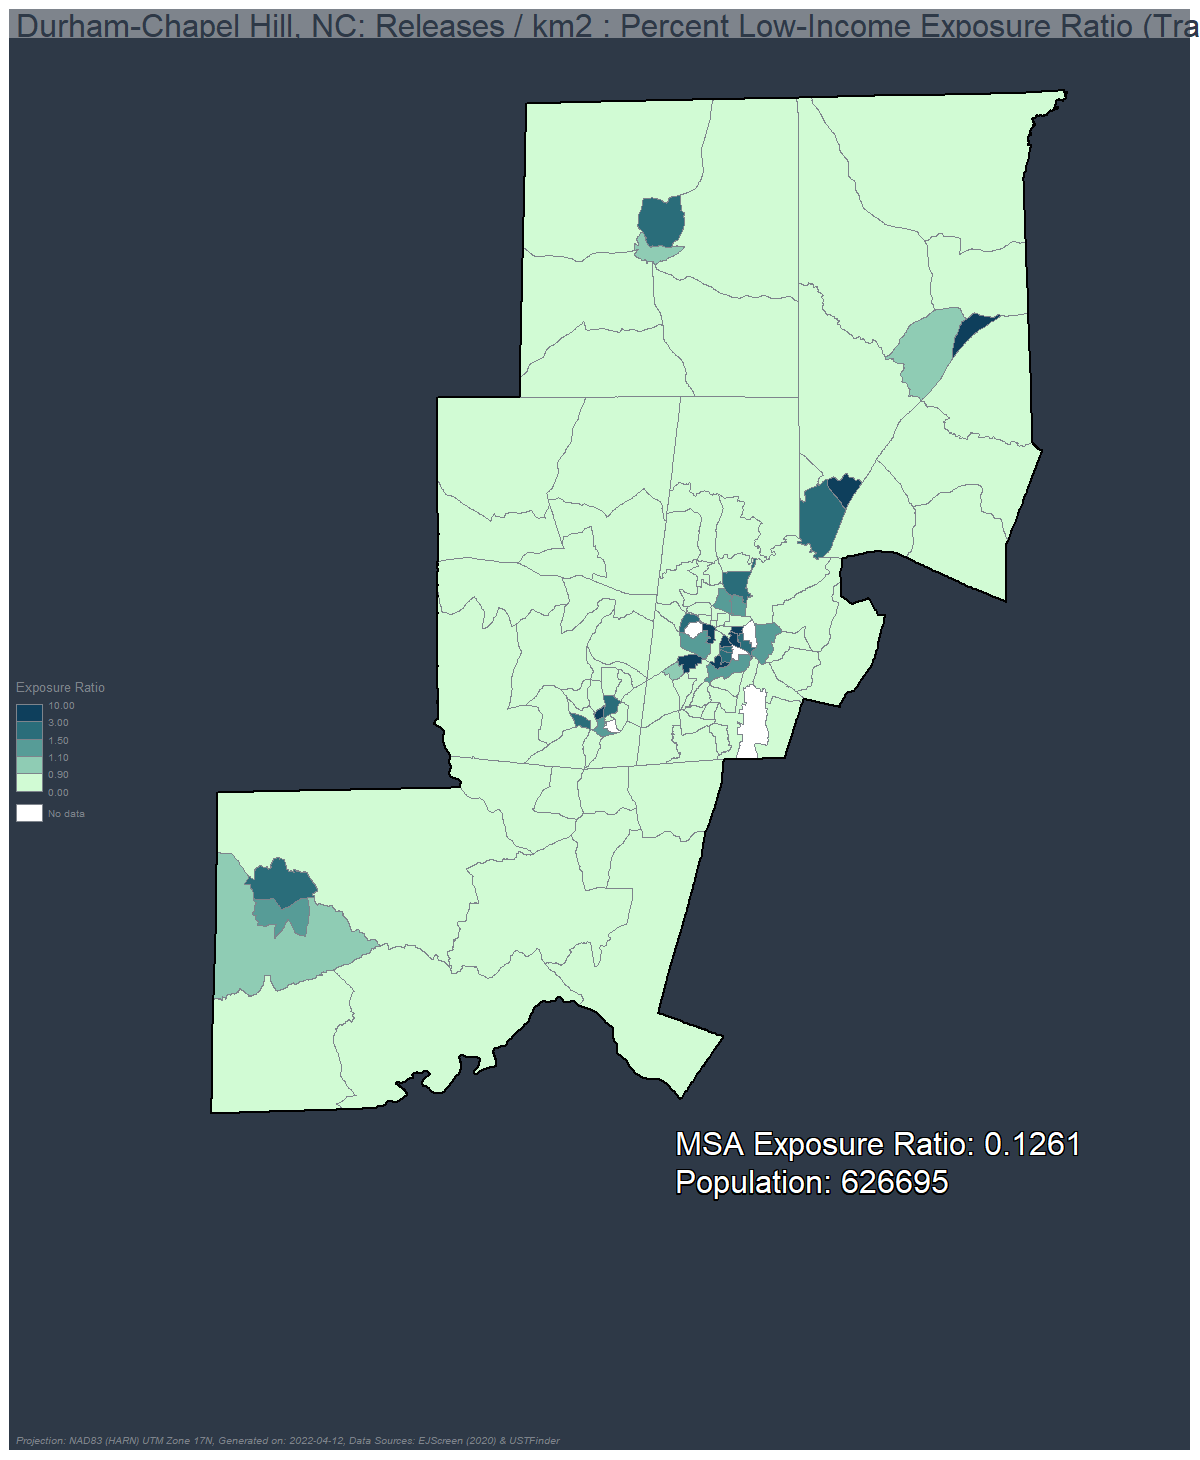 Durham-Chapel Hill, NC: Releases / km2 : Percent Low-Income Exposure Ratio (Tra
Exposure Ratio
10.00
3.00
1.50
1.10
0.90
0.00
No data
MSA Exposure Ratio: 0.1261
Population: 626695
Projection: NAD83 (HARN) UTM Zone 17N, Generated on: 2022-04-12, Data Sources: EJScreen (2020) & USTFinder